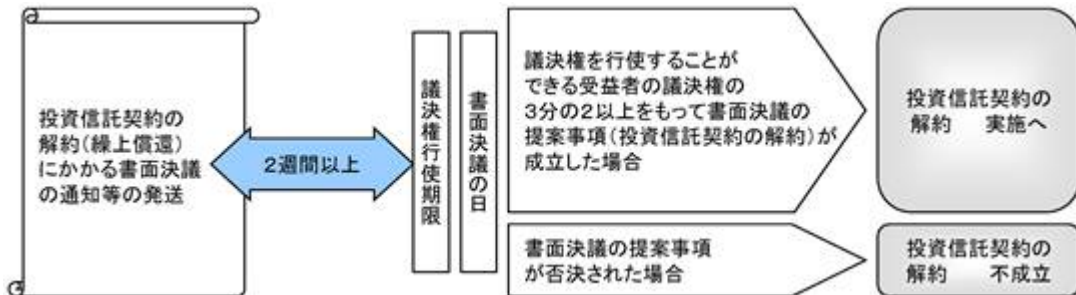 投資信託契約の
解約(繰上償還)
にかかる書面決議
の通知等の発送
2週間以上
議決権行使期限
書面決議の日
議決権を行使することが
できる受益者の議決権の
3分の2以上をもって書面決議の
提案事項(投資信託契約の解約)が
成立した場合
投資信託契約の
解約　実施へ
書面決議の提案事項
が否決された場合
投資信託契約の
解約　不成立